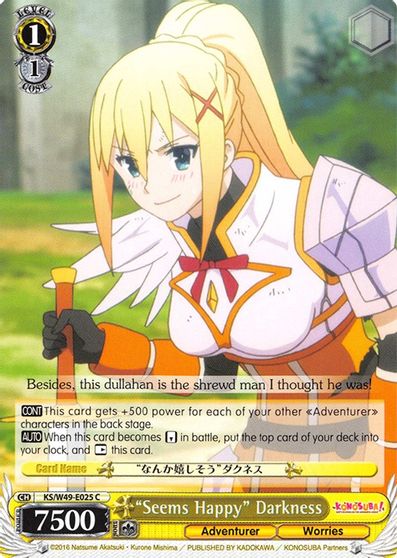 LEVEL
1
1
COST
Besides, this dullahan is the shrewd man I thought he was!
CONT This card gets +500 power for each of your other «Adventurer»
characters in the back stage.
AUTO When this card becomes in battle, put the top card of your deck
into your clock, and this card.
Card Name
“なんか嬉しそう”ダクネス
CH KS/W49-E025 C
POWER
7500
“Seems Happy” Darkness
KONOSUBA!
Adventurer
Worries
©2016 Natsume Akatsuki・Kurone Mishima / PUBLISHED BY KADOKAWA / KONOSUBA Partners